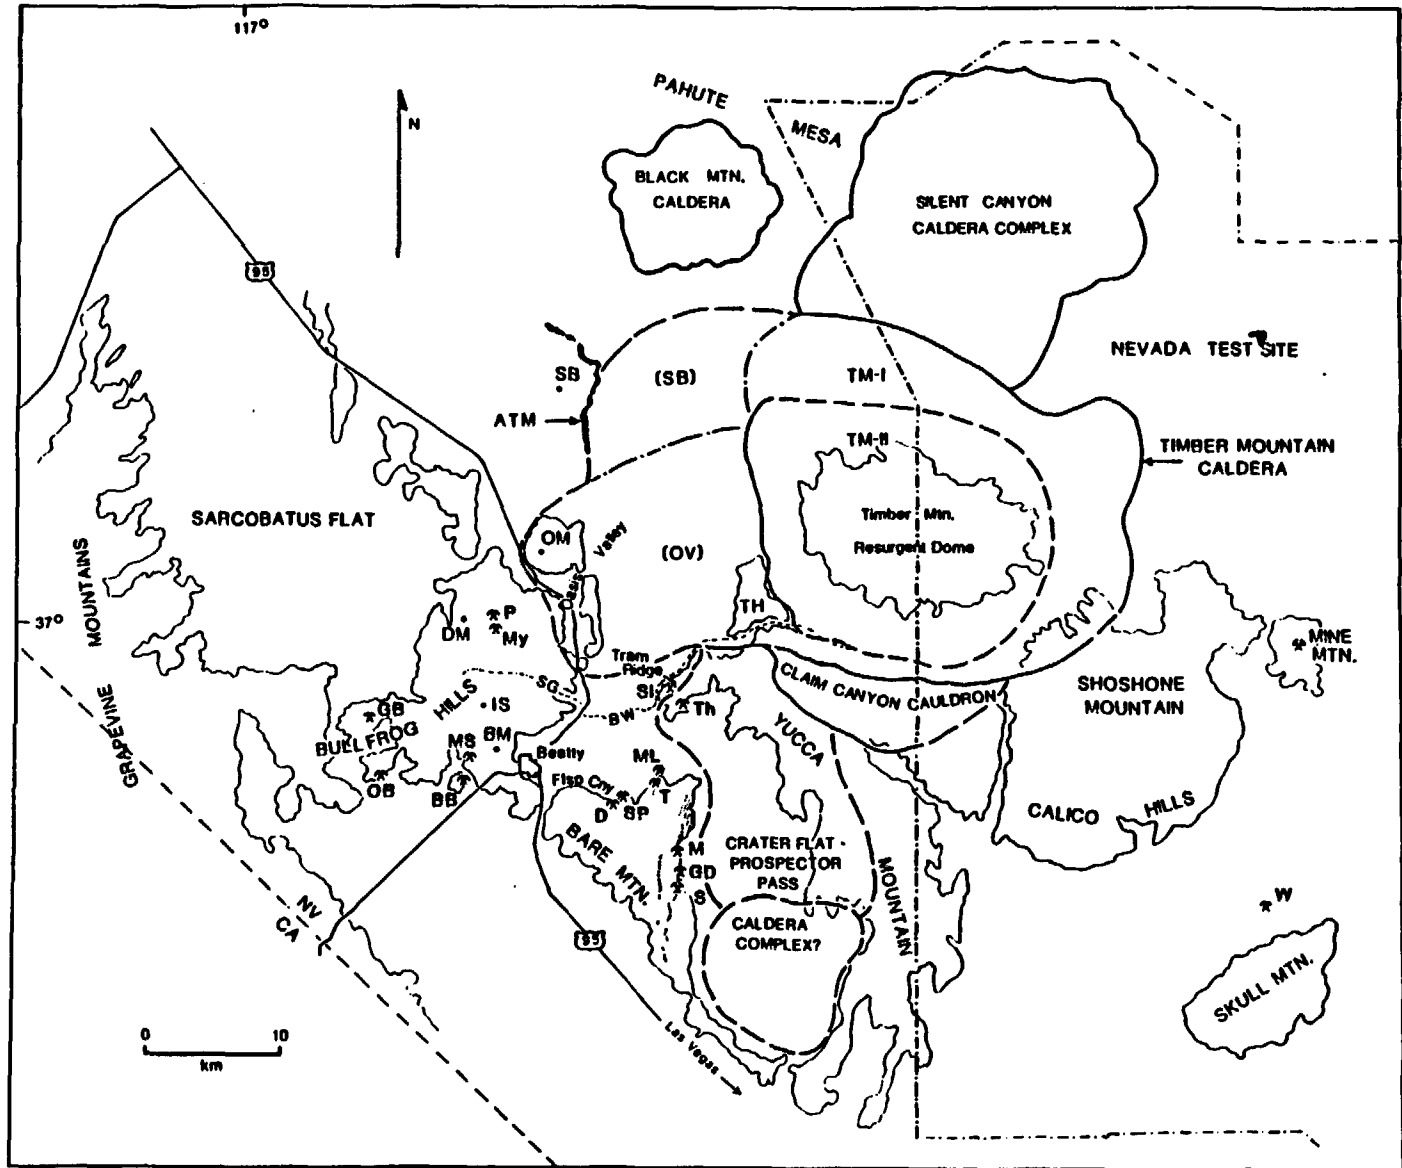 117°
PAHUTE
MESA
N
BLACK MTN.
CALDERA
SILENT CANYON
CALDERA COMPLEX
95
NEVADA TEST SITE
SB
(SB)
TM-I
ATM
TM-II
TIMBER MOUNTAIN
CALDERA
SARCOBATUS FLAT
Timber Mtn.
Resurgent Dome
OM
Oasis Valley
(OV)
GRAPEVINE MOUNTAINS
37°
TH
DM
P
My
MINE
MTN.
Tram
Ridge
SG
SI
CLAIM CANYON CAULDRON
SHOSHONE
MOUNTAIN
Th
BW
IS
GB
BULLFROG HILLS
MS
BM
YUCCA MOUNTAIN
Beatty
ML
OB
BB
Fisp Cny
T
D
SP
BARE MTN.
CALICO HILLS
M
CRATER FLAT -
PROSPECTOR
PASS
GD
S
CALDERA
COMPLEX?
W
NV
CA
95
SKULL MTN.
0 10
km
Las Vegas